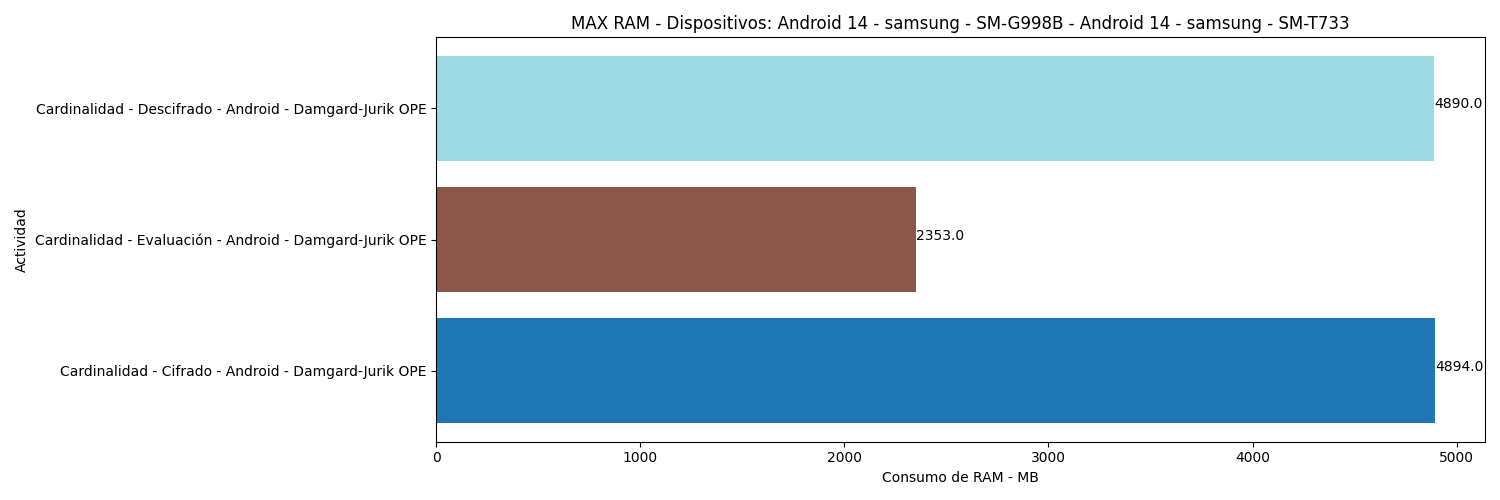 MAX RAM - Dispositivos: Android 14 - samsung - SM-G998B - Android 14 - samsung - SM-T733
Cardinalidad - Descifrado - Android - Damgard-Jurik OPE
4890.0
Actividad
Cardinalidad - Evaluación - Android - Damgard-Jurik OPE
2353.0
Cardinalidad - Cifrado - Android - Damgard-Jurik OPE
4894.0
0 1000 2000 3000 4000 5000
Consumo de RAM - MB